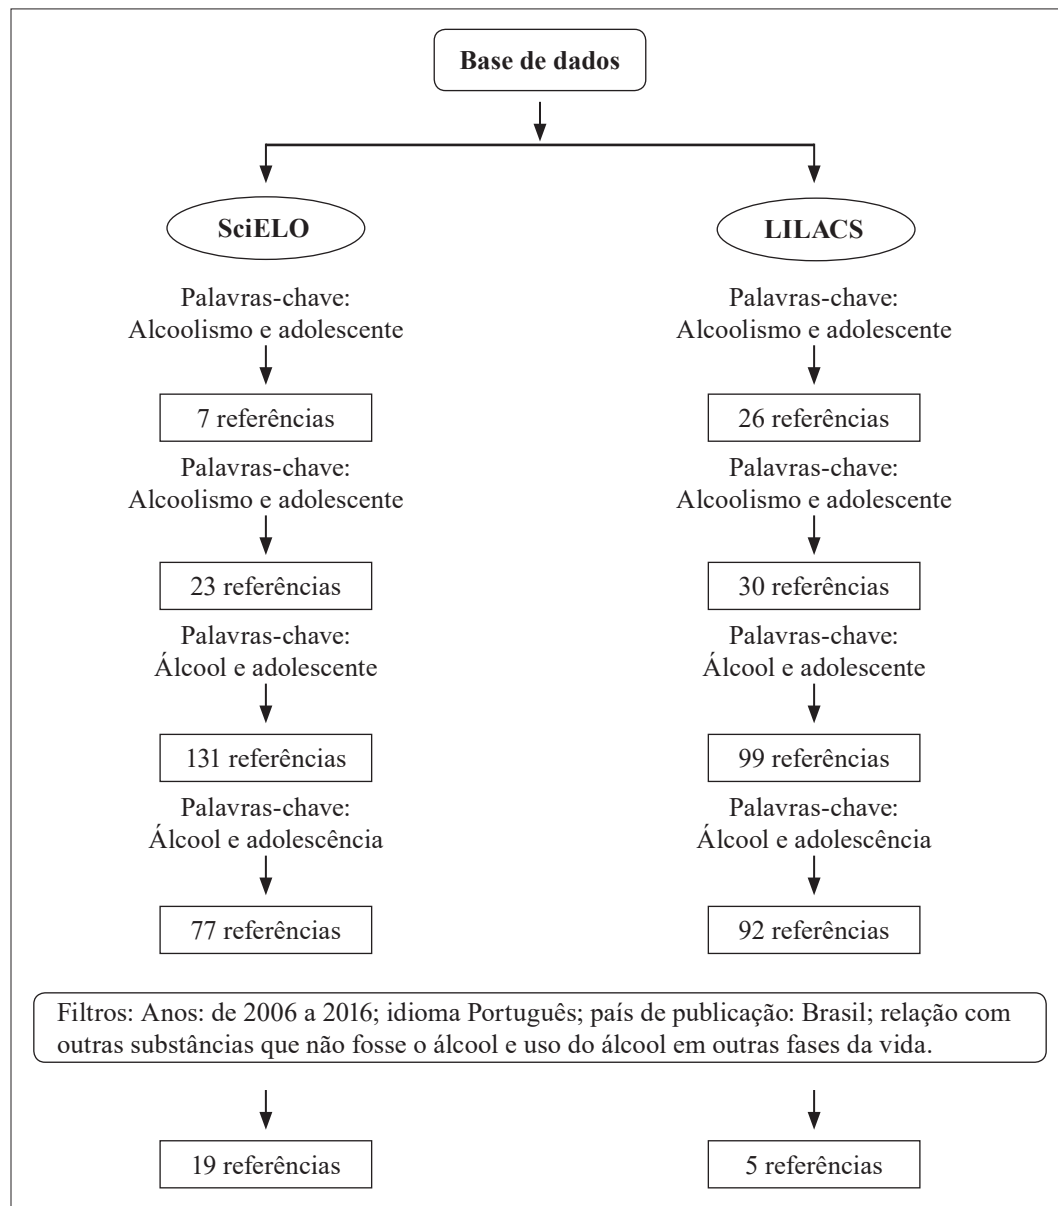 Base de dados
SciELO
Palavras-chave:
Alcoolismo e adolescente
7 referências
Palavras-chave:
Alcoolismo e adolescente
23 referências
Palavras-chave:
Álcool e adolescente
131 referências
Palavras-chave:
Álcool e adolescência
77 referências
LILACS
Palavras-chave:
Alcoolismo e adolescente
26 referências
Palavras-chave:
Alcoolismo e adolescente
30 referências
Palavras-chave:
Álcool e adolescente
99 referências
Palavras-chave:
Álcool e adolescência
92 referências
Filtros: Anos: de 2006 a 2016; idioma Português; país de publicação: Brasil; relação com
outras substâncias que não fosse o álcool e uso do álcool em outras fases da vida.
19 referências
5 referências